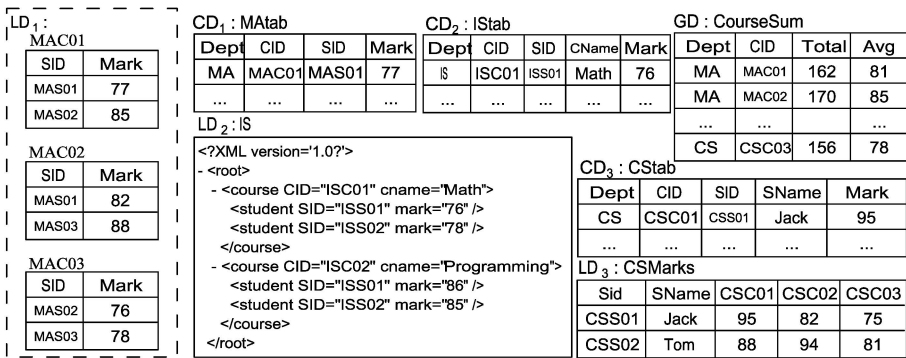 LD1 :
MAC01
SID Mark
MAS01 77
MAS02 85
MAC02
SID Mark
MAS01 82
MAS03 88
MAC03
SID Mark
MAS02 76
MAS03 78
CD1 : MAtab
Dept CID SID Mark
MA MAC01 MAS01 77
... ... ... ...
CD2 : IStab
Dept CID SID CName Mark
IS ISC01 ISS01 Math 76
... ... ... ... ...
GD : CourseSum
Dept CID Total Avg
MA MAC01 162 81
MA MAC02 170 85
... ... ...
CS CSC03 156 78
LD2 : IS
<?XML version='1.0?'>
- <root>
- <course CID="ISC01" cname="Math">
<student SID="ISS01" mark="76" />
<student SID="ISS02" mark="78" />
</course>
- <course CID="ISC02" cname="Programming">
<student SID="ISS01" mark="86" />
<student SID="ISS02" mark="85" />
</course>
</root>
CD3 : CStab
Dept CID SID SName Mark
CS CSC01 CSS01 Jack 95
... ... ... ... ...
LD3 : CSMarks
Sid SName CSC01 CSC02 CSC03
CSS01 Jack 95 82 75
CSS02 Tom 88 94 81